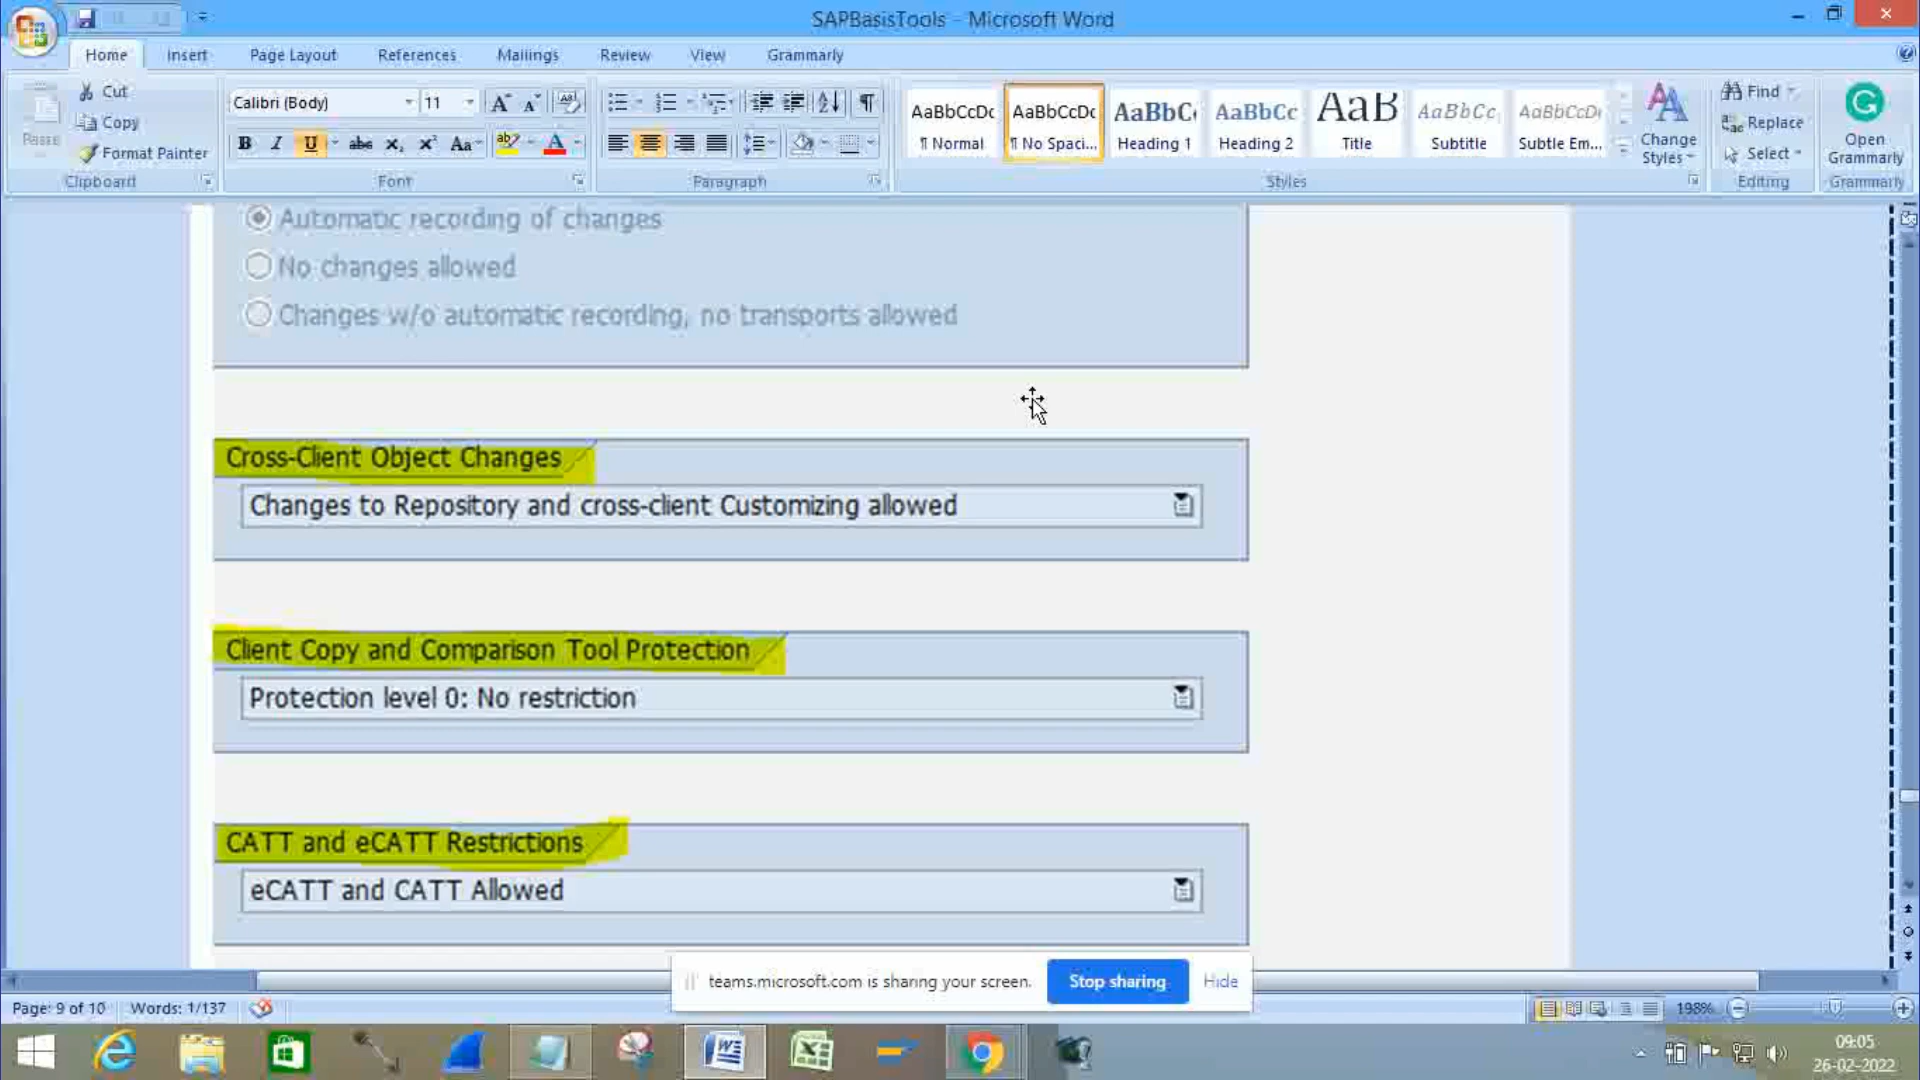 SAPBasisTools - Microsoft Word
Home Insert Page Layout References Mailings Review View Grammarly
Paste
Cut
Copy
Format Painter
Clipboard
Calibri (Body) 11
Font
Paragraph
AaBbCcDc AaBbCcDc AaBbC( AaBbCc AaB AaBbCc. AaBbCcDi
¶ Normal ¶ No Spaci... Heading 1 Heading 2 Title Subtitle Subtle Em...
Change Styles
Styles
Find
Replace
Select
Editing
Open Grammarly
Grammarly
Automatic recording of changes
No changes allowed
Changes w/o automatic recording, no transports allowed
Cross-Client Object Changes
Changes to Repository and cross-client Customizing allowed
Client Copy and Comparison Tool Protection
Protection level 0: No restriction
CATT and eCATT Restrictions
eCATT and CATT Allowed
teams.microsoft.com is sharing your screen. Stop sharing Hide
Page: 9 of 10 Words: 1/137 198%
09:05
26-02-2022